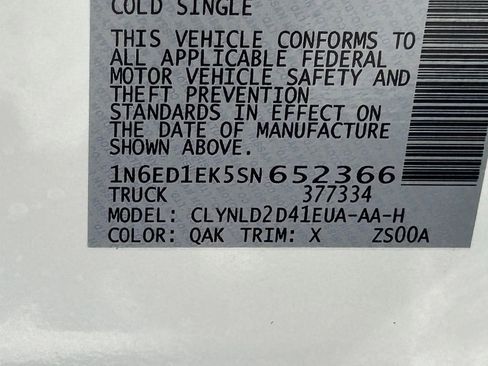 COLD SINGLE
THIS VEHICLE CONFORMS TO
ALL APPLICABLE FEDERAL
MOTOR VEHICLE SAFETY AND
THEFT PREVENTION
STANDARDS IN EFFECT ON
THE DATE OF MANUFACTURE
SHOWN ABOVE.
1N6ED1EK5SN652366
TRUCK 377334
MODEL: CLYNLD2D41EUA-AA-H
COLOR: QAK TRIM: X ZS00A